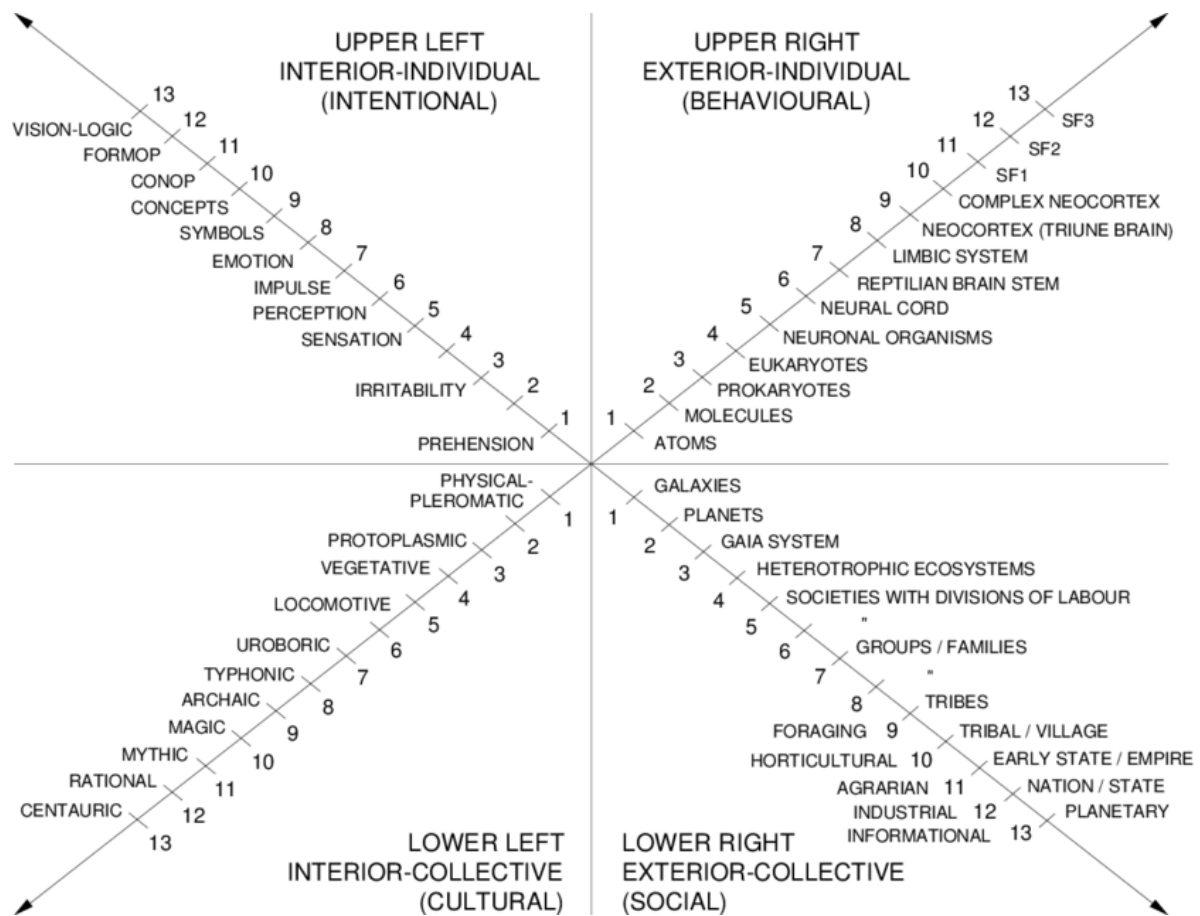 UPPER LEFT
INTERIOR-INDIVIDUAL
(INTENTIONAL)
13
VISION-LOGIC
12
FORMOP
11
CONOP
10
CONCEPTS
9
SYMBOLS
8
EMOTION
7
IMPULSE
6
PERCEPTION
5
SENSATION
4
3
IRRITABILITY
2
1
PREHENSION
UPPER RIGHT
EXTERIOR-INDIVIDUAL
(BEHAVIOURAL)
13
SF3
12
SF2
11
SF1
10
COMPLEX NEOCORTEX
9
NEOCORTEX (TRIUNE BRAIN)
8
LIMBIC SYSTEM
7
REPTILIAN BRAIN STEM
6
NEURAL CORD
5
NEURONAL ORGANISMS
4
EUKARYOTES
3
PROKARYOTES
2
MOLECULES
1
ATOMS
PHYSICAL-
PLEROMATIC
1
2
PROTOPLASMIC
3
VEGETATIVE
4
LOCOMOTIVE
5
6
UROBORIC
7
TYPHONIC
8
ARCHAIC
9
MAGIC
10
MYTHIC
11
RATIONAL
12
CENTAURIC
13
LOWER LEFT
INTERIOR-COLLECTIVE
(CULTURAL)
GALAXIES
1
PLANETS
2
GAIA SYSTEM
3
HETEROTROPHIC ECOSYSTEMS
4
SOCIETIES WITH DIVISIONS OF LABOUR
5
"
6
GROUPS / FAMILIES
7
"
8
TRIBES
FORAGING 9
TRIBAL / VILLAGE
HORTICULTURAL 10
EARLY STATE / EMPIRE
AGRARIAN 11
NATION / STATE
INDUSTRIAL 12
PLANETARY
INFORMATIONAL 13
LOWER RIGHT
EXTERIOR-COLLECTIVE
(SOCIAL)